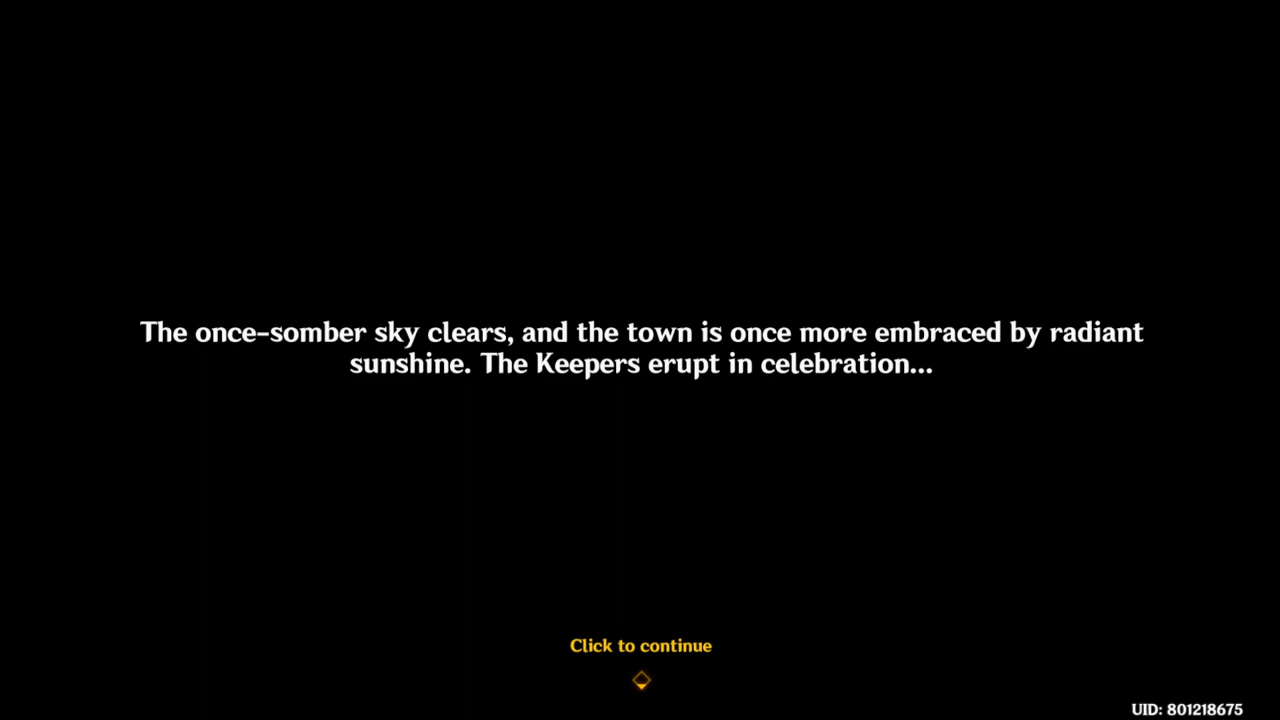 The once-somber sky clears, and the town is once more embraced by radiant
sunshine. The Keepers erupt in celebration...
Click to continue
UID: 801218675